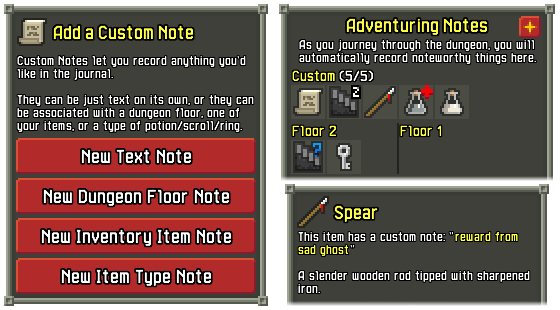 Add a Custom Note
Custom Notes let you record anything you'd
like in the journal.
They can be just text on its own, or they can
be associated with a dungeon floor, one of
your items, or a type of potion/scroll/ring.
New Text Note
New Dungeon Floor Note
New Inventory Item Note
New Item Type Note
Adventuring Notes
As you journey through the dungeon, you will
automatically record noteworthy things here.
Custom (5/5)
2
Floor 2
Floor 1
?
Spear
This item has a custom note: "reward from
sad ghost"
A slender wooden rod tipped with sharpened
iron.